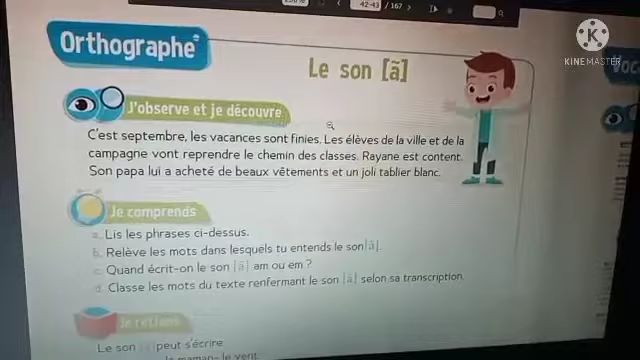 42-43 / 167
KINEMASTER
Orthographe
Le son [ã]
Voc
J'observe et je découvre
C'est septembre, les vacances sont finies. Les élèves de la ville et de la
campagne vont reprendre le chemin des classes. Rayane est content.
Son papa lui a acheté de beaux vêtements et un joli tablier blanc.
Je comprends
a. Lis les phrases ci-dessus.
b. Relève les mots dans lesquels tu entends le son [ã].
c. Quand écrit-on le son [ã] am ou em ?
d. Classe les mots du texte renfermant le son [ã] selon sa transcription.
Je retiens
Le son peut s'écrire
maman- le vent